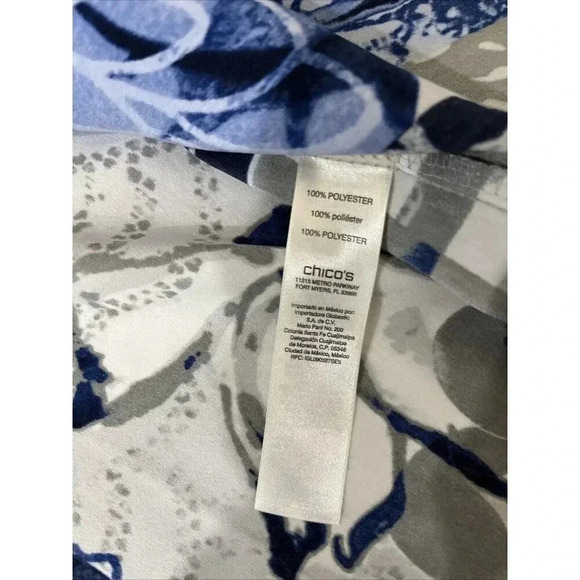 100% POLYESTER
100% poliéster
100% POLYESTER
chico's
11215 METRO PARKWAY
FORT MYERS, FL 33966
Importado en México por:
Importadora Globastic
S.A. de C.V.
Mario Pani No. 200
Colonia Santa Fe Cuajimalpa
Delegación Cuajimalpa
de Morelos, C.P. 05348
Ciudad de México, México
RFC: IGL090327SE5